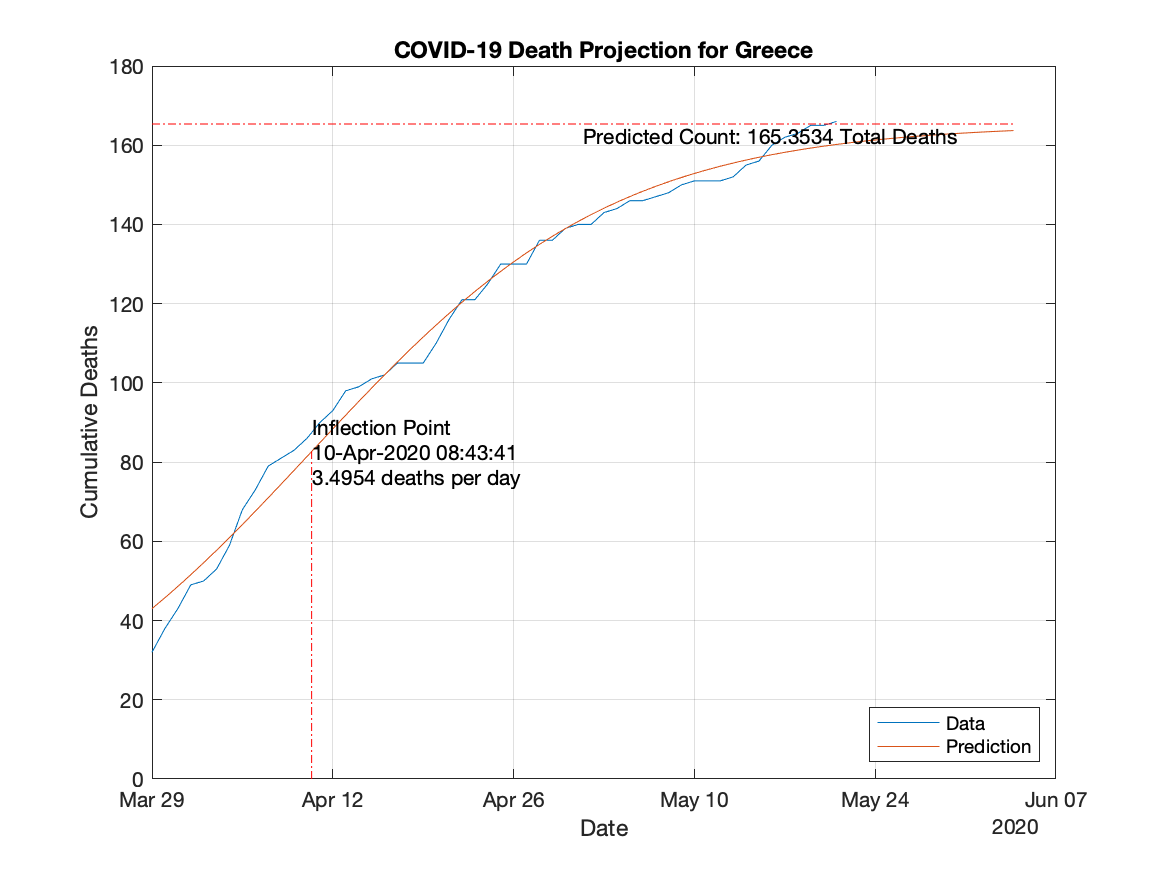 COVID-19 Death Projection for Greece
180
160
140
120
100
80
60
40
20
0
Cumulative Deaths
Predicted Count: 165.3534 Total Deaths
Inflection Point
10-Apr-2020 08:43:41
3.4954 deaths per day
Data
Prediction
Mar 29 Apr 12 Apr 26 May 10 May 24 Jun 07
Date
2020